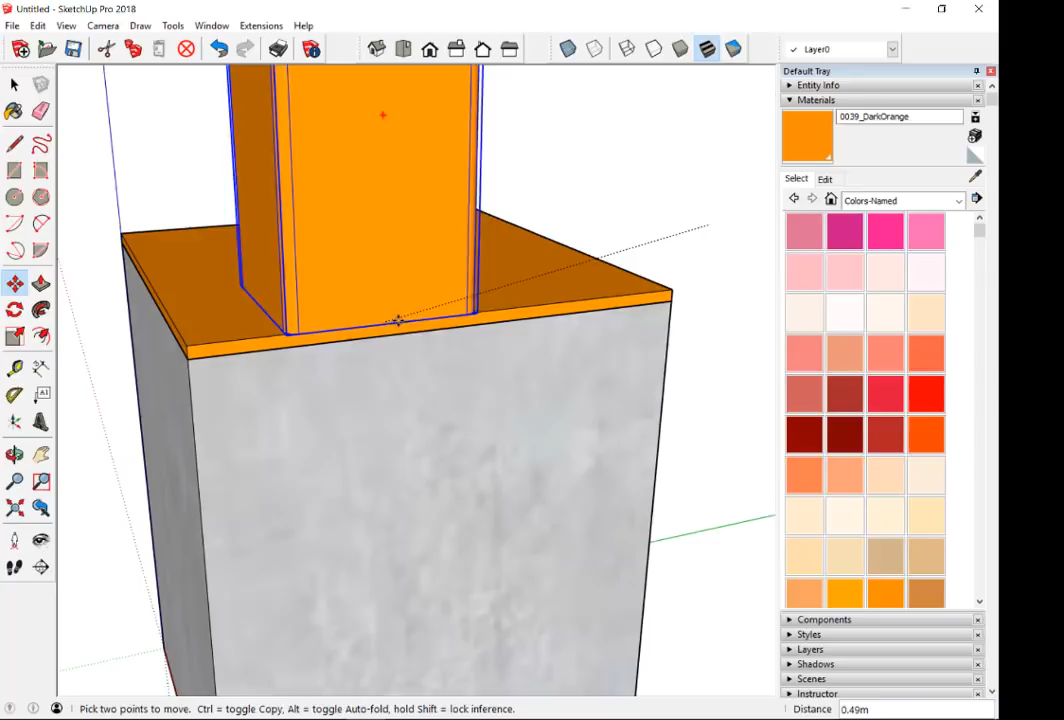 Untitled - SketchUp Pro 2018
File Edit View Camera Draw Tools Window Extensions Help
Layer0
Default Tray
Entity Info
Materials
0039_DarkOrange
Select Edit
Colors-Named
Components
Styles
Layers
Shadows
Scenes
Instructor
Pick two points to move. Ctrl = toggle Copy, Alt = toggle Auto-fold, hold Shift = lock inference.
Distance 0.49m